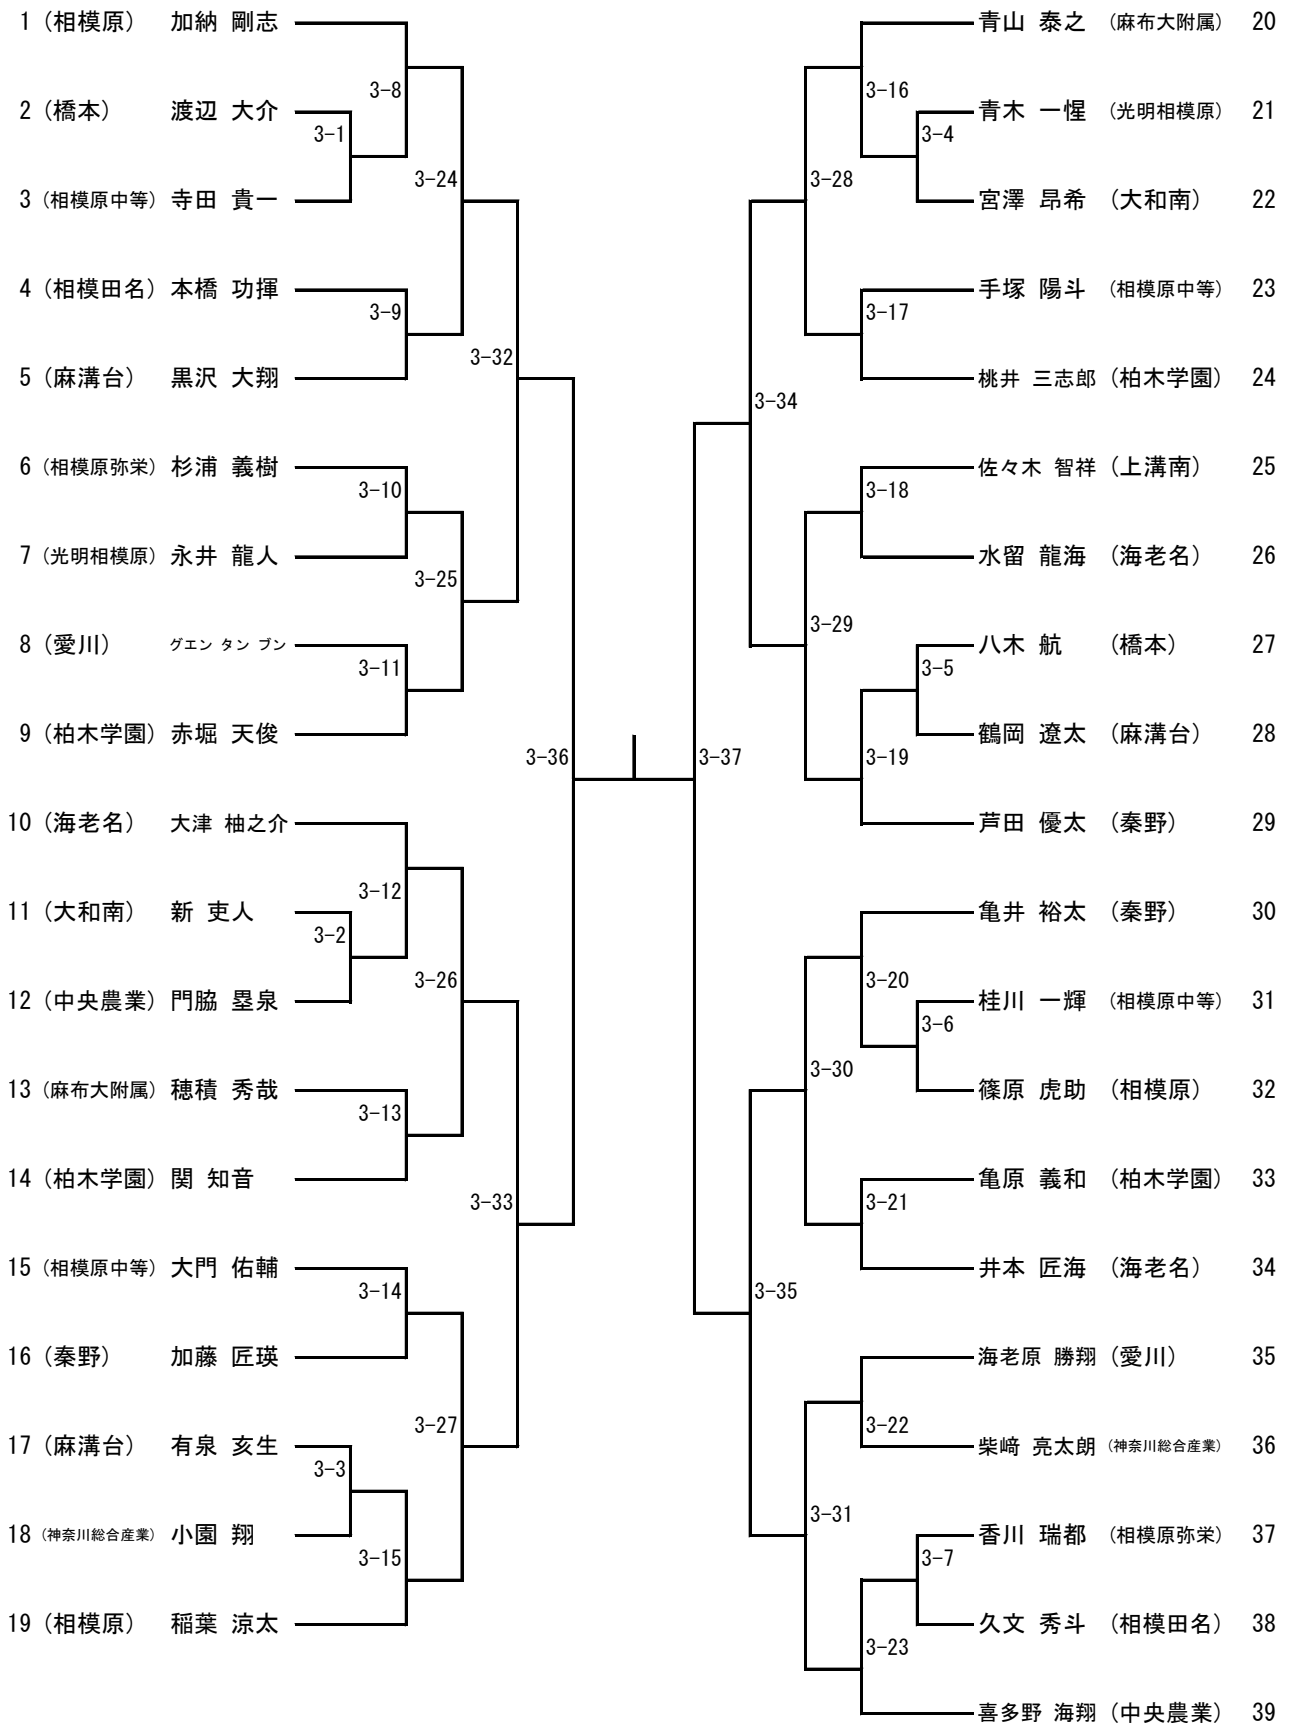 1 (相模原) 加納 剛志
3-8
2 (橋本) 渡辺 大介
3-1
3-24
3 (相模原中等) 寺田 貴一
4 (相模田名) 本橋 功揮
3-9
3-32
5 (麻溝台) 黒沢 大翔
6 (相模原弥栄) 杉浦 義樹
3-10
7 (光明相模原) 永井 龍人
3-25
8 (愛川) グエン タン ブン
3-11
9 (柏木学園) 赤堀 天俊
3-36
10 (海老名) 大津 柚之介
3-12
11 (大和南) 新 吏人
3-2
3-26
12 (中央農業) 門脇 塁泉
13 (麻布大附属) 穂積 秀哉
3-13
14 (柏木学園) 関 知音
3-33
15 (相模原中等) 大門 佑輔
3-14
16 (秦野) 加藤 匠瑛
3-27
17 (麻溝台) 有泉 亥生
3-3
18 (神奈川総合産業) 小園 翔
3-15
19 (相模原) 稲葉 涼太
青山 泰之 (麻布大附属) 20
3-16
青木 一惺 (光明相模原) 21
3-4
3-28
宮澤 昂希 (大和南) 22
手塚 陽斗 (相模原中等) 23
3-17
桃井 三志郎 (柏木学園) 24
3-34
佐々木 智祥 (上溝南) 25
3-18
水留 龍海 (海老名) 26
3-29
八木 航 (橋本) 27
3-5
鶴岡 遼太 (麻溝台) 28
3-19
3-37
芦田 優太 (秦野) 29
亀井 裕太 (秦野) 30
3-20
桂川 一輝 (相模原中等) 31
3-6
3-30
篠原 虎助 (相模原) 32
亀原 義和 (柏木学園) 33
3-21
井本 匠海 (海老名) 34
3-35
海老原 勝翔 (愛川) 35
3-22
柴﨑 亮太朗 (神奈川総合産業) 36
3-31
香川 瑞都 (相模原弥栄) 37
3-7
久文 秀斗 (相模田名) 38
3-23
喜多野 海翔 (中央農業) 39